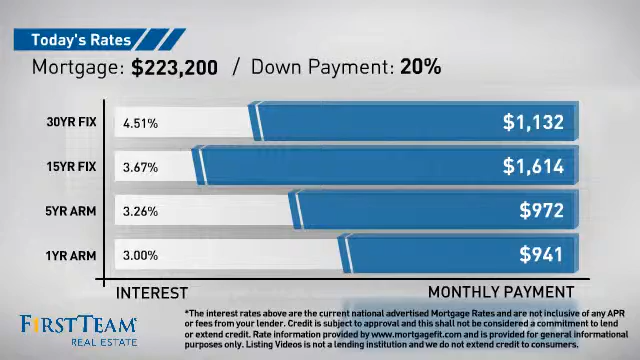 Today's Rates
Mortgage: $223,200 / Down Payment: 20%
30YR FIX 4.51% $1,132
15YR FIX 3.67% $1,614
5YR ARM 3.26% $972
1YR ARM 3.00% $941
INTEREST MONTHLY PAYMENT
FIRSTTEAM®
REAL ESTATE
*The interest rates above are the current national advertised Mortgage Rates and are not inclusive of any APR
or fees from your lender. Credit is subject to approval and this shall not be considered a commitment to lend
or extend credit. Rate information provided by www.mortgagefit.com and is provided for general informational
purposes only. Listing Videos is not a lending institution and we do not extend credit to consumers.